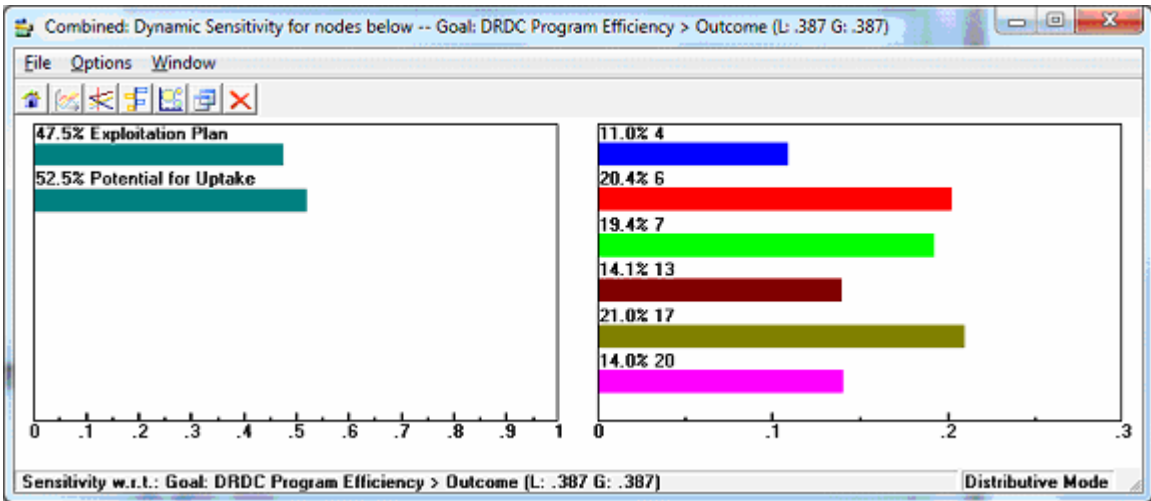 Combined: Dynamic Sensitivity for nodes below -- Goal: DRDC Program Efficiency > Outcome (L: .387 G: .387)
File Options Window
47.5% Exploitation Plan
52.5% Potential for Uptake
0 .1 .2 .3 .4 .5 .6 .7 .8 .9 1
11.0% 4
20.4% 6
19.4% 7
14.1% 13
21.0% 17
14.0% 20
0 .1 .2 .3
Sensitivity w.r.t.: Goal: DRDC Program Efficiency > Outcome (L: .387 G: .387)
Distributive Mode